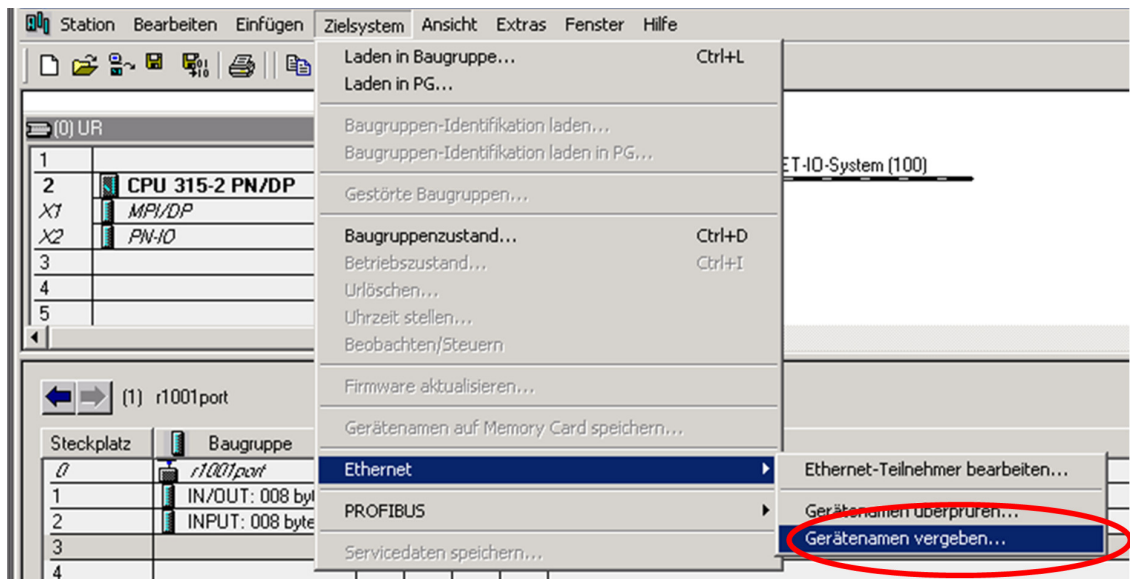 Station Bearbeiten Einfügen Zielsystem Ansicht Extras Fenster Hilfe
Laden in Baugruppe... Ctrl+L
Laden in PG...
Baugruppen-Identifikation laden...
Baugruppen-Identifikation laden in PG...
Gestörte Baugruppen...
Baugruppenzustand... Ctrl+D
Betriebszustand... Ctrl+I
Urlöschen...
Uhrzeit stellen...
Beobachten/Steuern
Firmware aktualisieren...
Gerätenamen auf Memory Card speichern...
Ethernet
PROFIBUS
Servicedaten speichern...
Ethernet-Teilnehmer bearbeiten...
Gerätenamen überprüfen...
Gerätenamen vergeben...
(0) UR
1
2 CPU 315-2 PN/DP
X1 MPI/DP
X2 PN-IO
3
4
5
ET-IO-System (100)
(1) r1001port
Steckplatz Baugruppe
0 r1001port
1 IN/OUT: 008 byt
2 INPUT: 008 byte
3
4